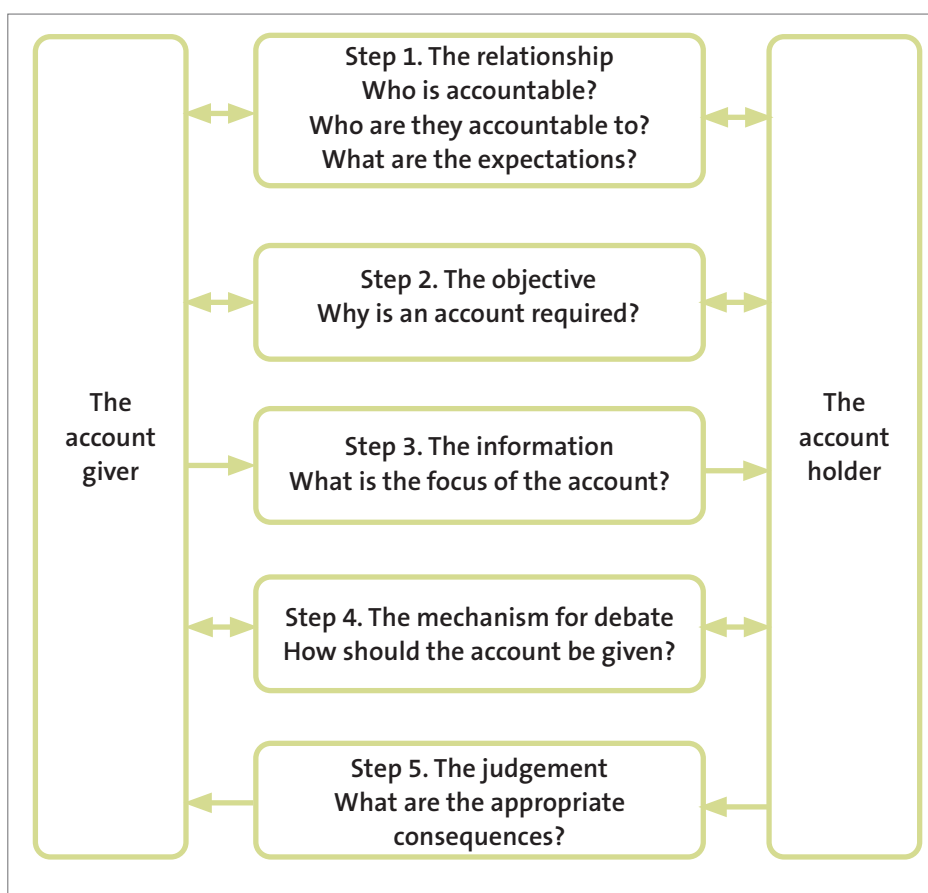 Step 1. The relationship
Who is accountable?
Who are they accountable to?
What are the expectations?
Step 2. The objective
Why is an account required?
The
account
giver
Step 3. The information
What is the focus of the account?
The
account
holder
Step 4. The mechanism for debate
How should the account be given?
Step 5. The judgement
What are the appropriate
consequences?